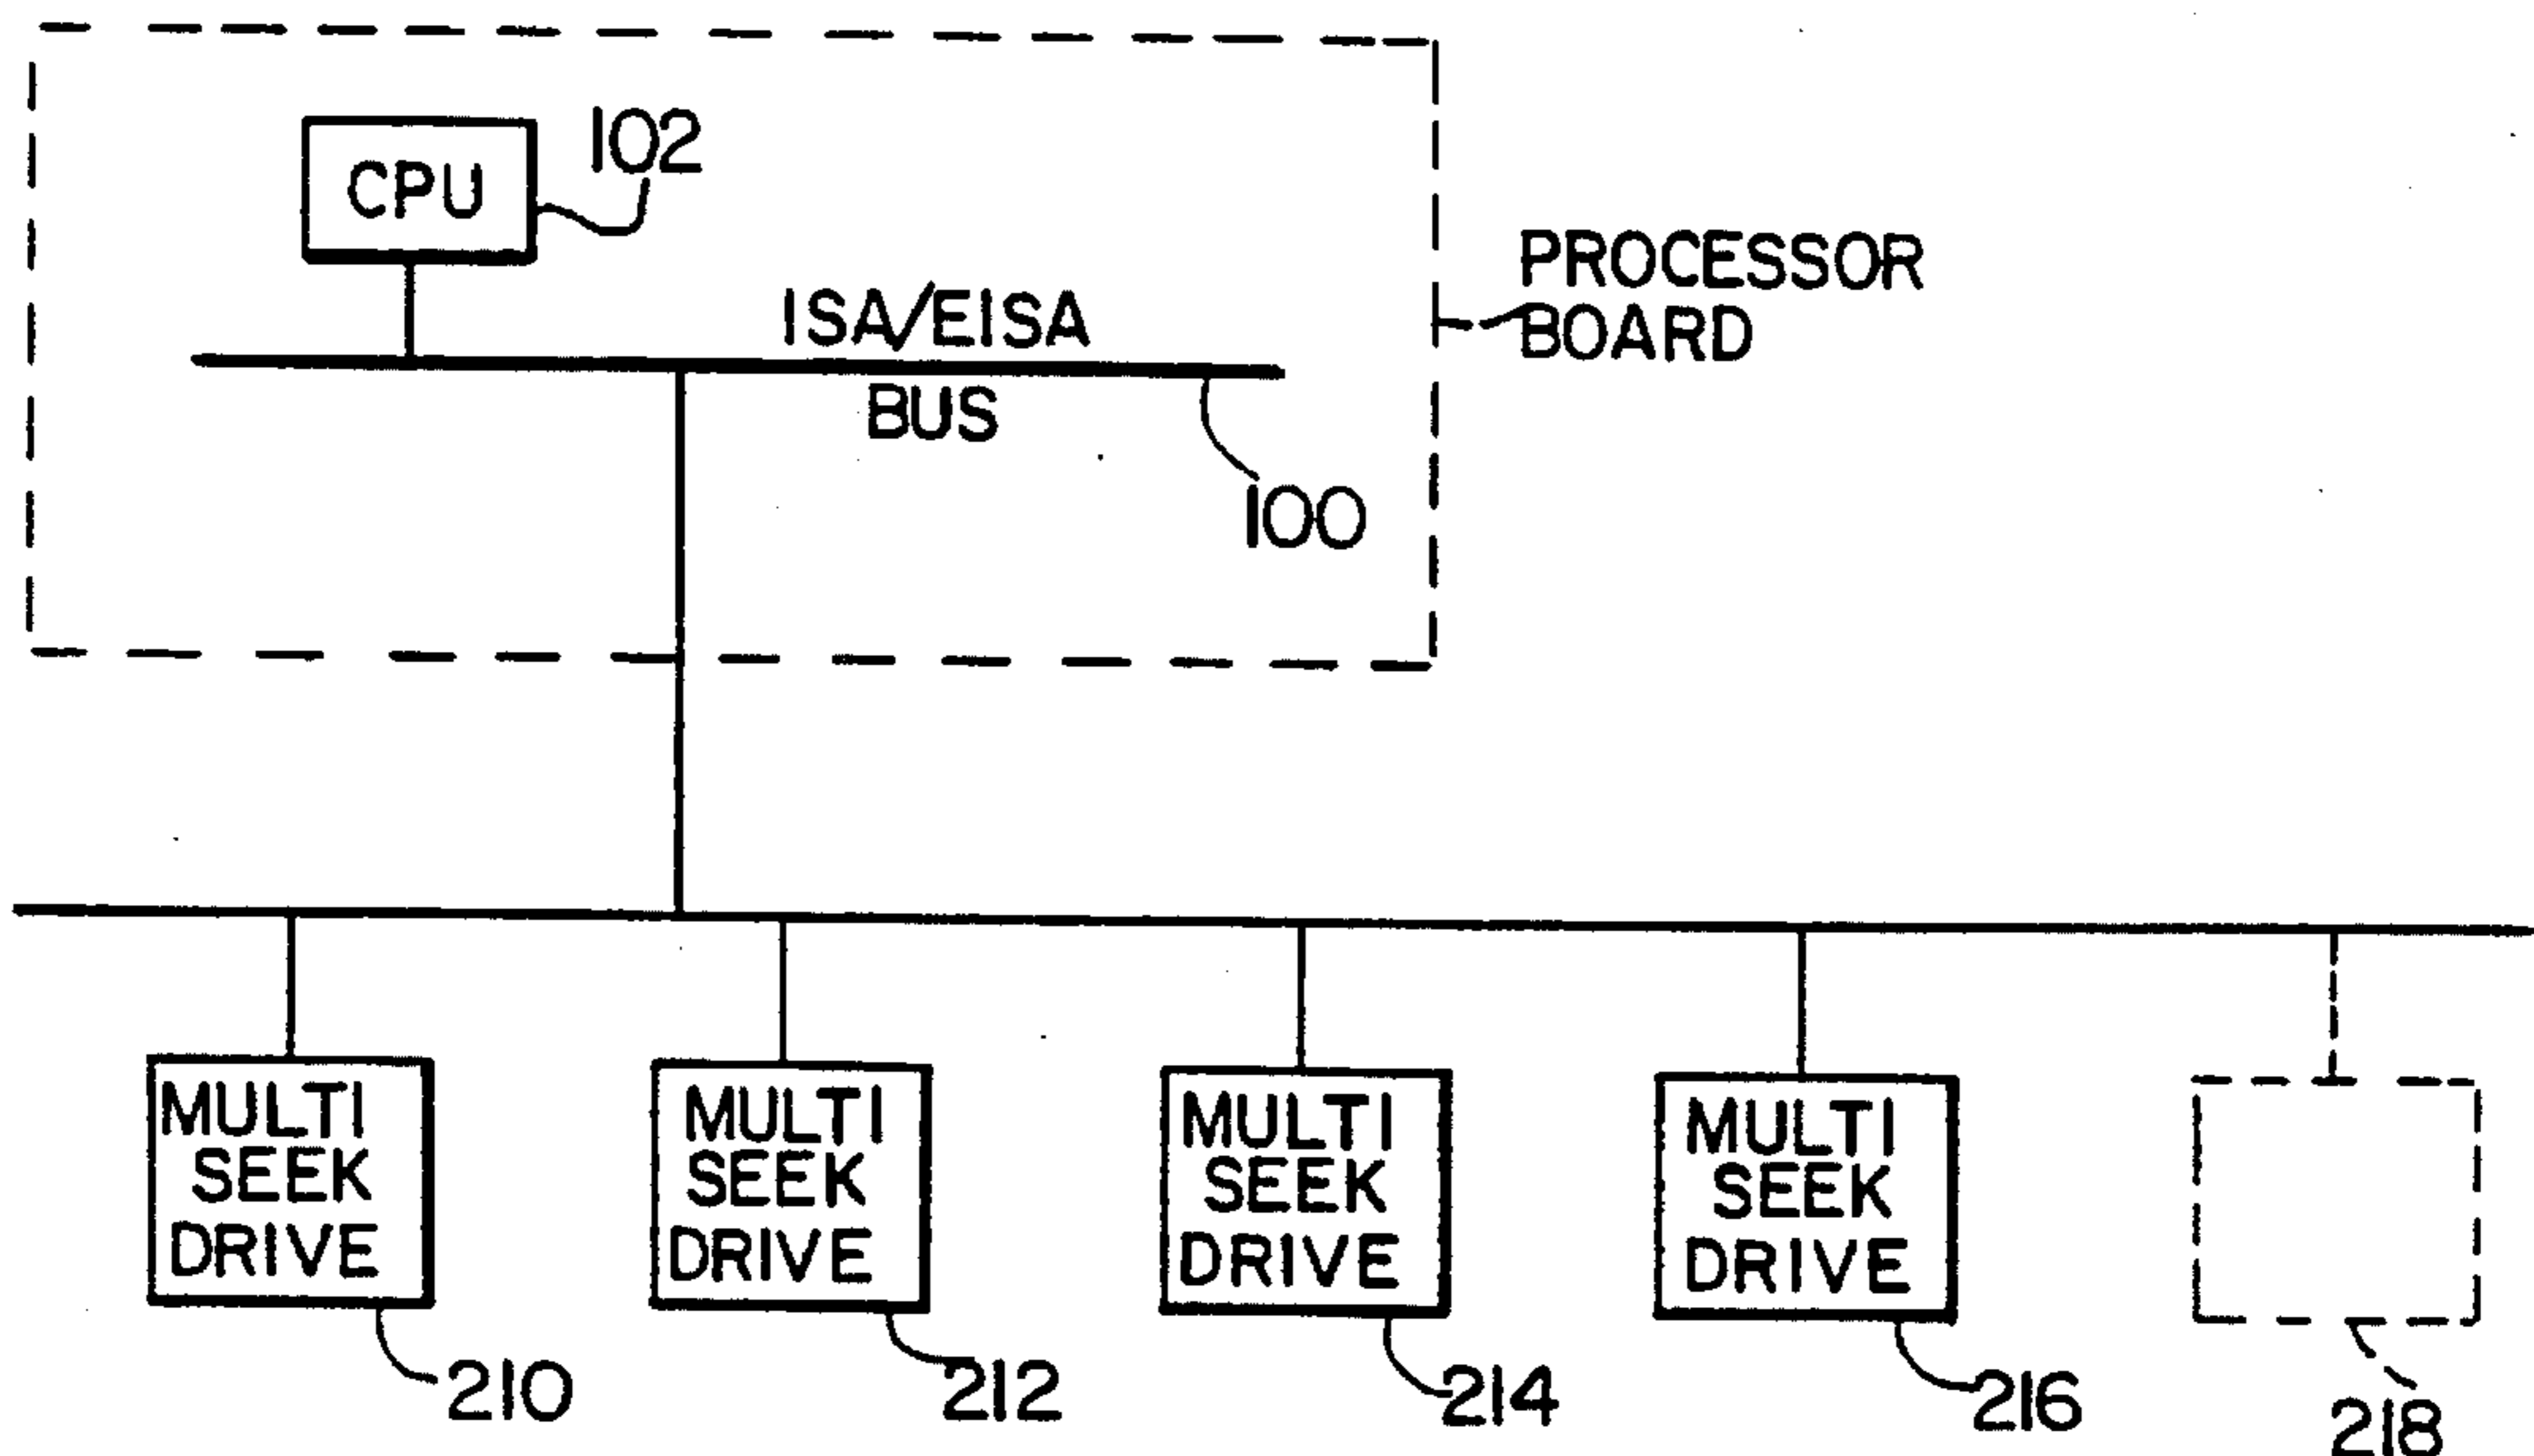 CPU
102
ISA/EISA
BUS
100
PROCESSOR
BOARD
MULTI
SEEK
DRIVE
210
MULTI
SEEK
DRIVE
212
MULTI
SEEK
DRIVE
214
MULTI
SEEK
DRIVE
216
218